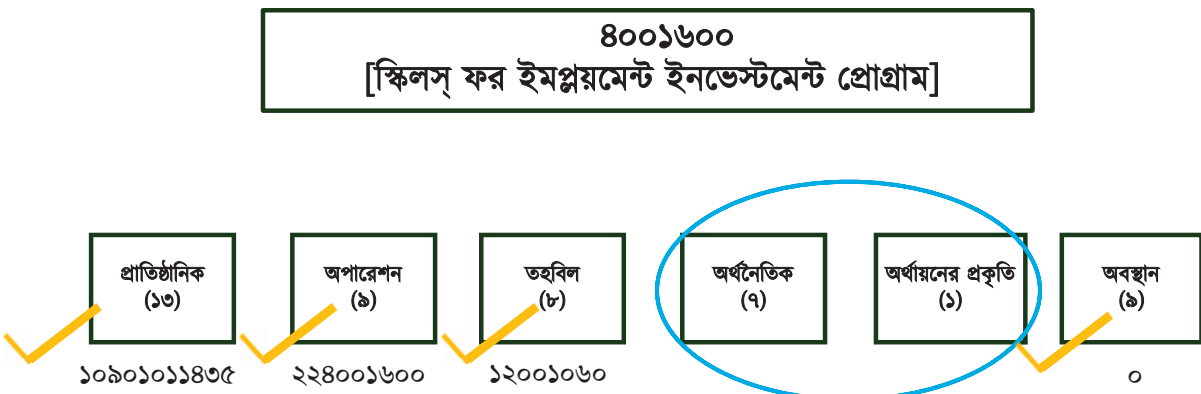 ৪০০১৬০০
[স্কিলস্ ফর ইমপ্লয়মেন্ট ইনভেস্টমেন্ট প্রোগ্রাম]
প্রাতিষ্ঠানিক
(১৩)
অপারেশন
(৯)
তহবিল
(৮)
অর্থনৈতিক
(৭)
অর্থায়নের প্রকৃতি
(১)
অবস্থান
(৯)
১০৯০১০১১৪৩৫
২২৪০০১৬০০
১২০০১০৬০
০